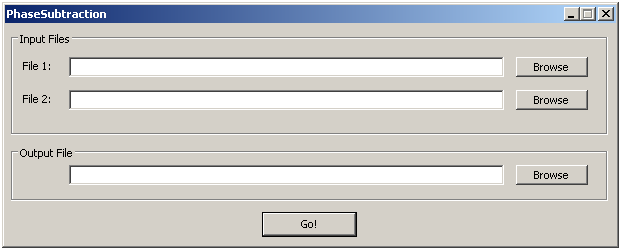 PhaseSubtraction
Input Files
File 1:
Browse
File 2:
Browse
Output File
Browse
Go!